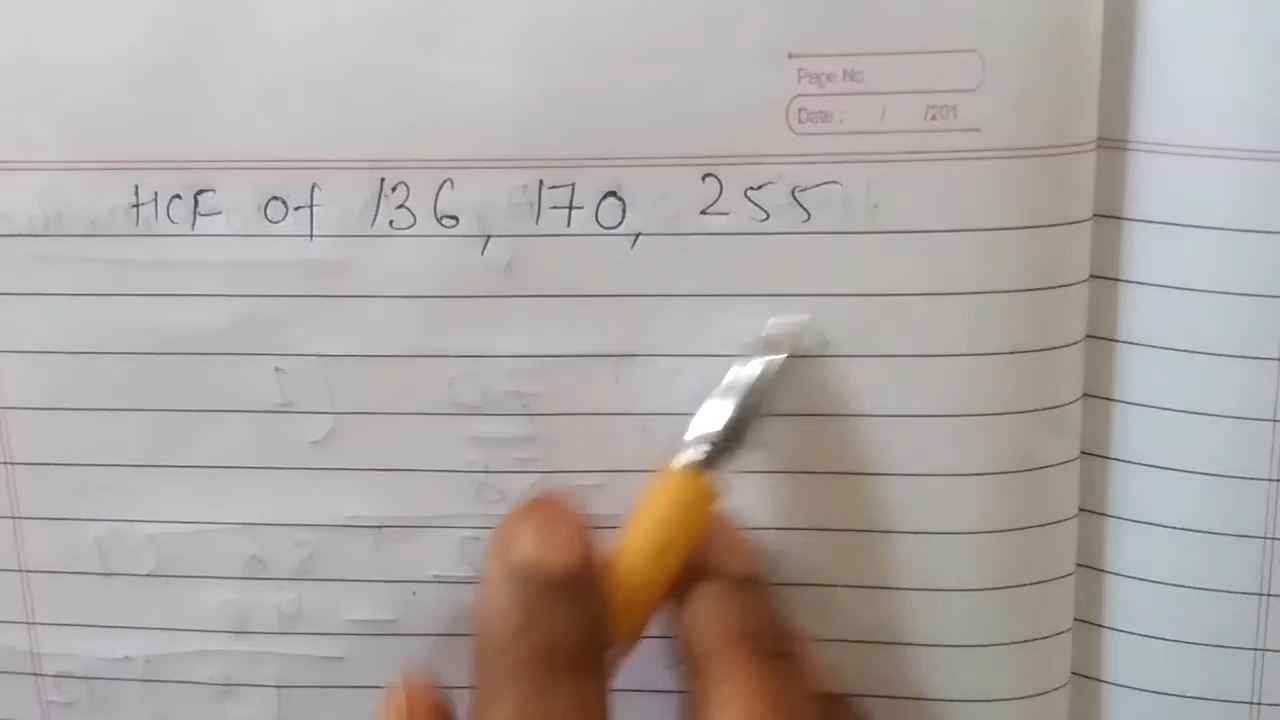 Page No.
Date : / /201
HCF of 136, 170, 255